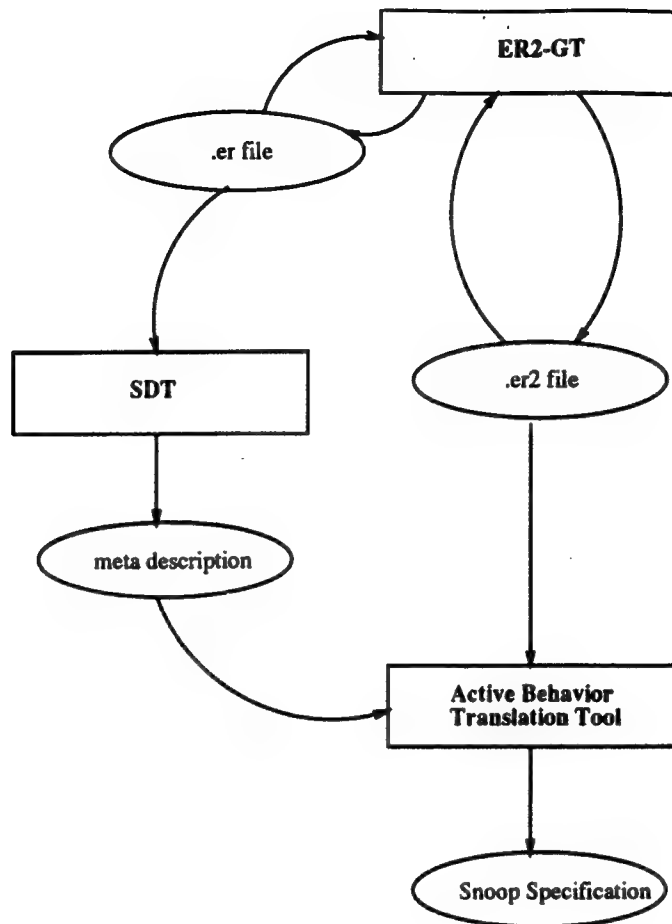 ER2-GT
.er file
SDT
.er2 file
meta description
Active Behavior
Translation Tool
Snoop Specification